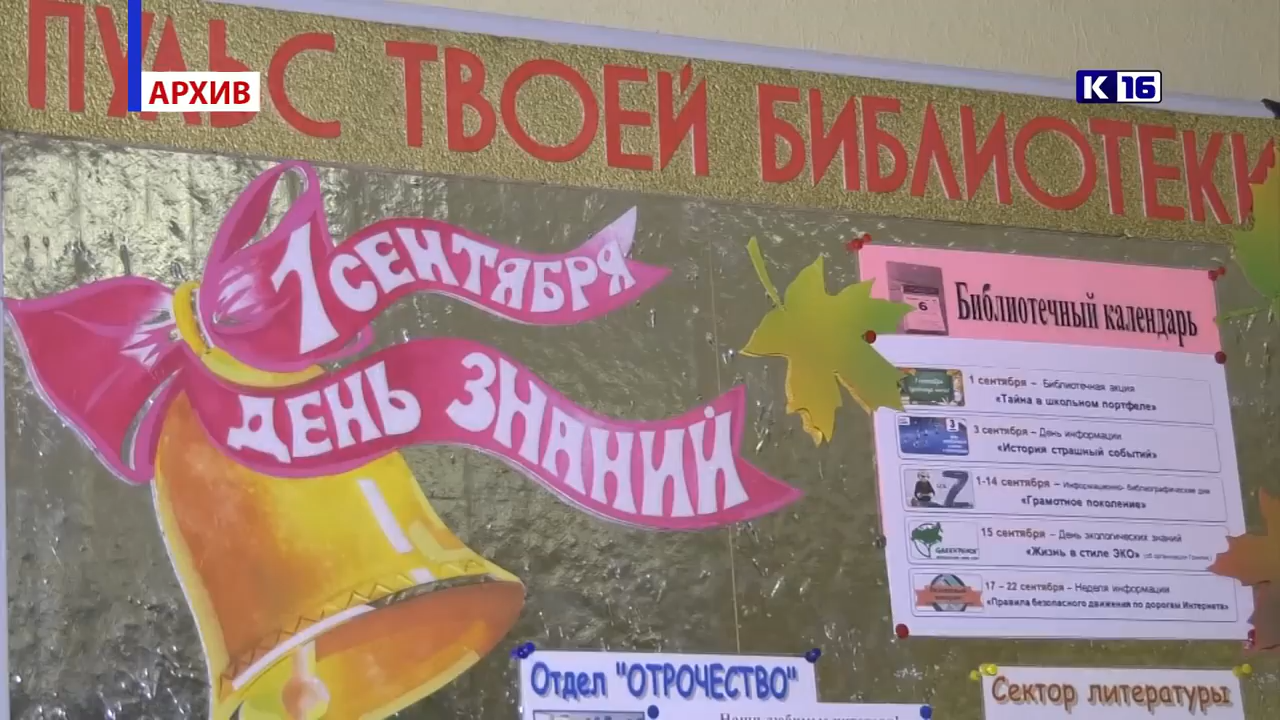 ПУЛЬС ТВОЕЙ БИБЛИОТЕКИ
АРХИВ
К 16
1 СЕНТЯБРЯ
ДЕНЬ ЗНАНИЙ
6
Библиотечный календарь
1 сентября – Библиотечная акция
«Тайна в школьном портфеле»
3 сентября – День информации
«История страшный событий»
1-14 сентября – Информационно- библиографические дни
«Грамотное поколение»
15 сентября – День экологических знаний
«Жизнь в стиле ЭКО»
17 – 22 сентября – Неделя информации
«Правила безопасного движения по дорогам Интернета»
Отдел "ОТРОЧЕСТВО"
Сектор литературы